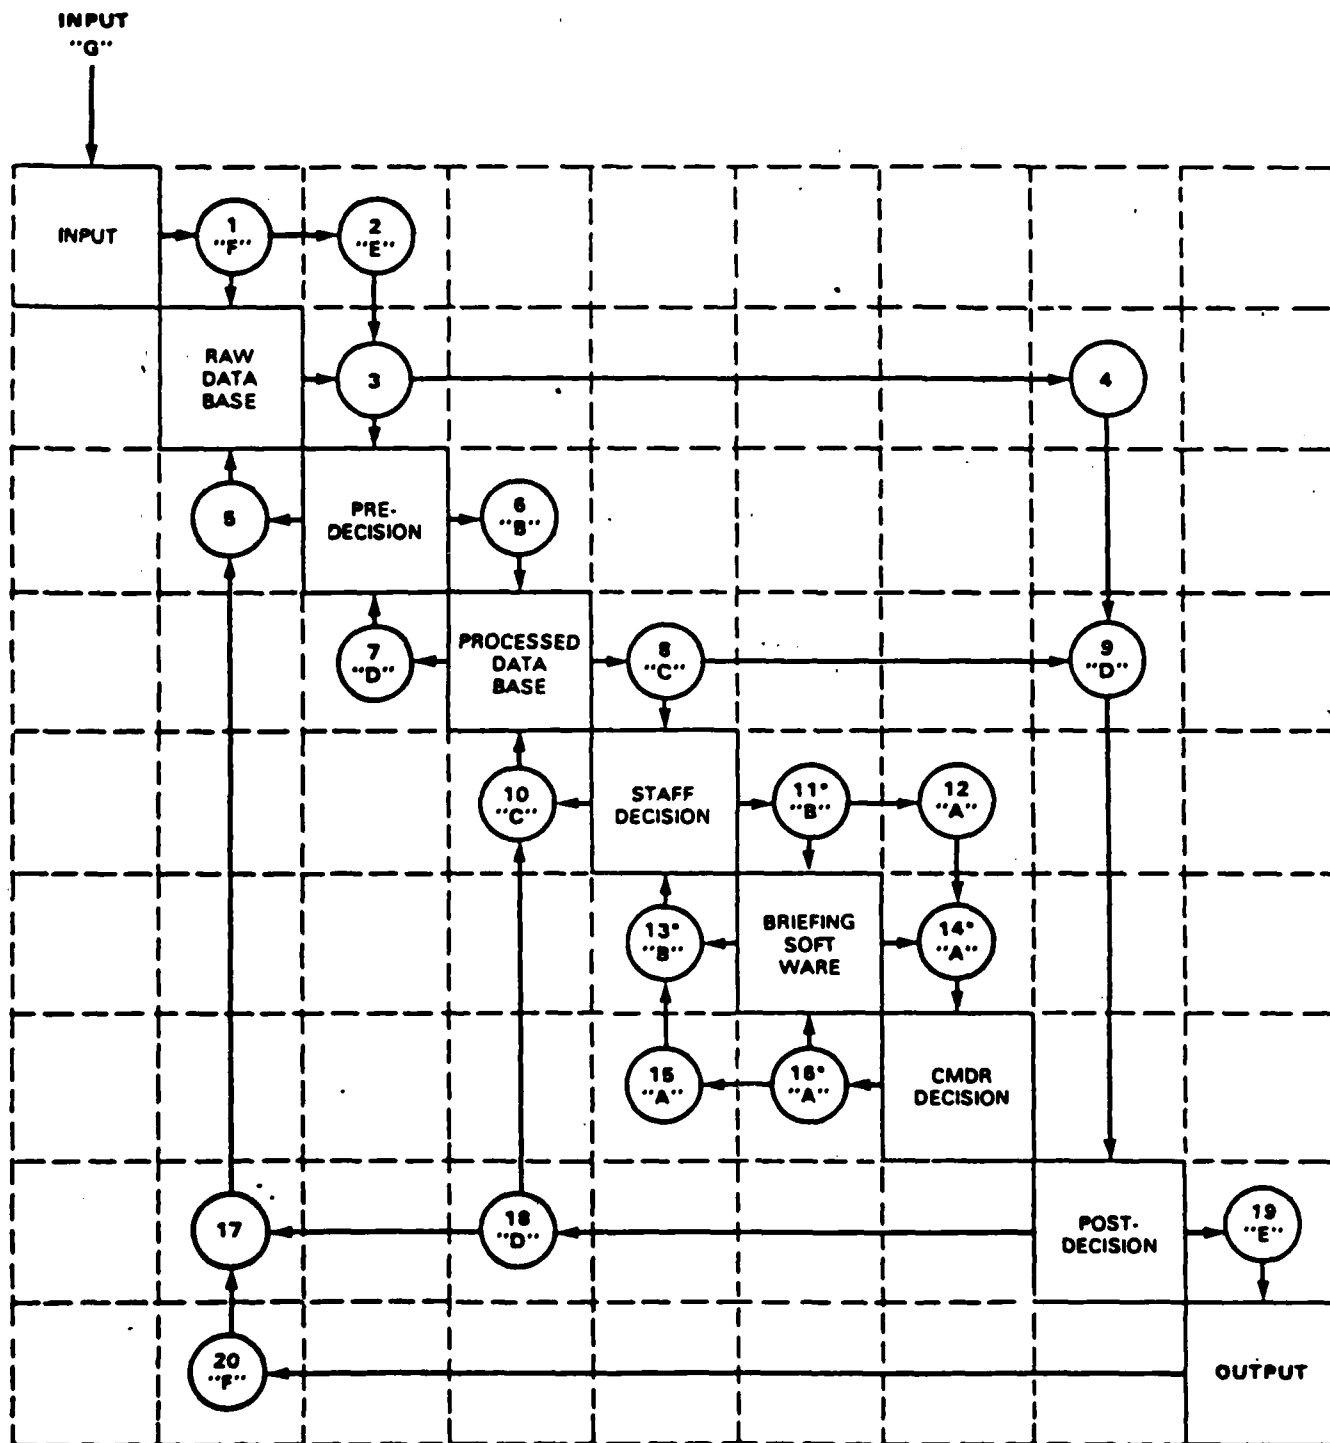 INPUT
"G"
INPUT
1
"F"
2
"E"
RAW
DATA
BASE
3
4
5
PRE-
DECISION
6
"B"
7
"D"
PROCESSED
DATA
BASE
8
"C"
9
"D"
10
"C"
STAFF
DECISION
11*
"B"
12
"A"
13*
"B"
BRIEFING
SOFT
WARE
14*
"A"
15
"A"
16*
"A"
CMDR
DECISION
17
18
"D"
POST-
DECISION
19
"E"
20
"F"
OUTPUT